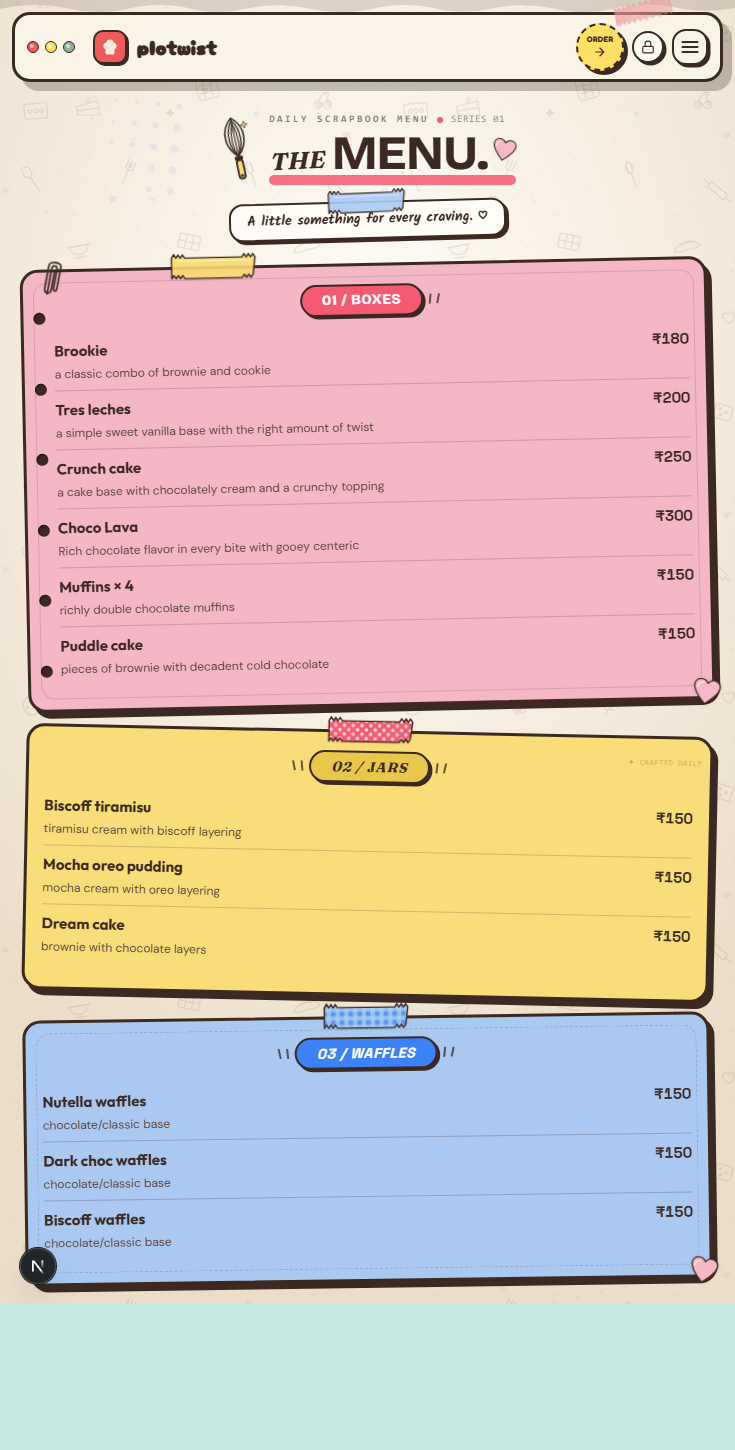 plotwist
ORDER
DAILY SCRAPBOOK MENU ● SERIES 01
THE MENU.
A little something for every craving. ♡
01 / BOXES
Brookie ₹180
a classic combo of brownie and cookie
Tres leches ₹200
a simple sweet vanilla base with the right amount of twist
Crunch cake ₹250
a cake base with chocolately cream and a crunchy topping
Choco Lava ₹300
Rich chocolate flavor in every bite with gooey centeric
Muffins × 4 ₹150
richly double chocolate muffins
Puddle cake ₹150
pieces of brownie with decadent cold chocolate
02 / JARS
✦ CRAFTED DAILY
Biscoff tiramisu ₹150
tiramisu cream with biscoff layering
Mocha oreo pudding ₹150
mocha cream with oreo layering
Dream cake ₹150
brownie with chocolate layers
03 / WAFFLES
Nutella waffles ₹150
chocolate/classic base
Dark choc waffles ₹150
chocolate/classic base
Biscoff waffles ₹150
chocolate/classic base
N